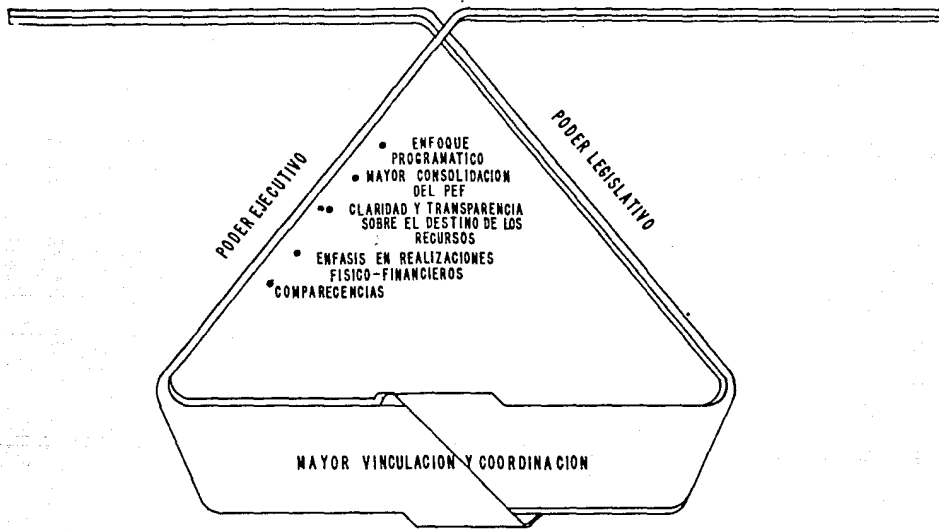 PODER EJECUTIVO
PODER LEGISLATIVO
• ENFOQUE
PROGRAMATICO
• MAYOR CONSOLIDACION
DEL PEF
•• CLARIDAD Y TRANSPARENCIA
SOBRE EL DESTINO DE LOS
RECURSOS
• ENFASIS EN REALIZACIONES
FISICO-FINANCIEROS
• COMPARECENCIAS
MAYOR VINCULACION Y COORDINACION